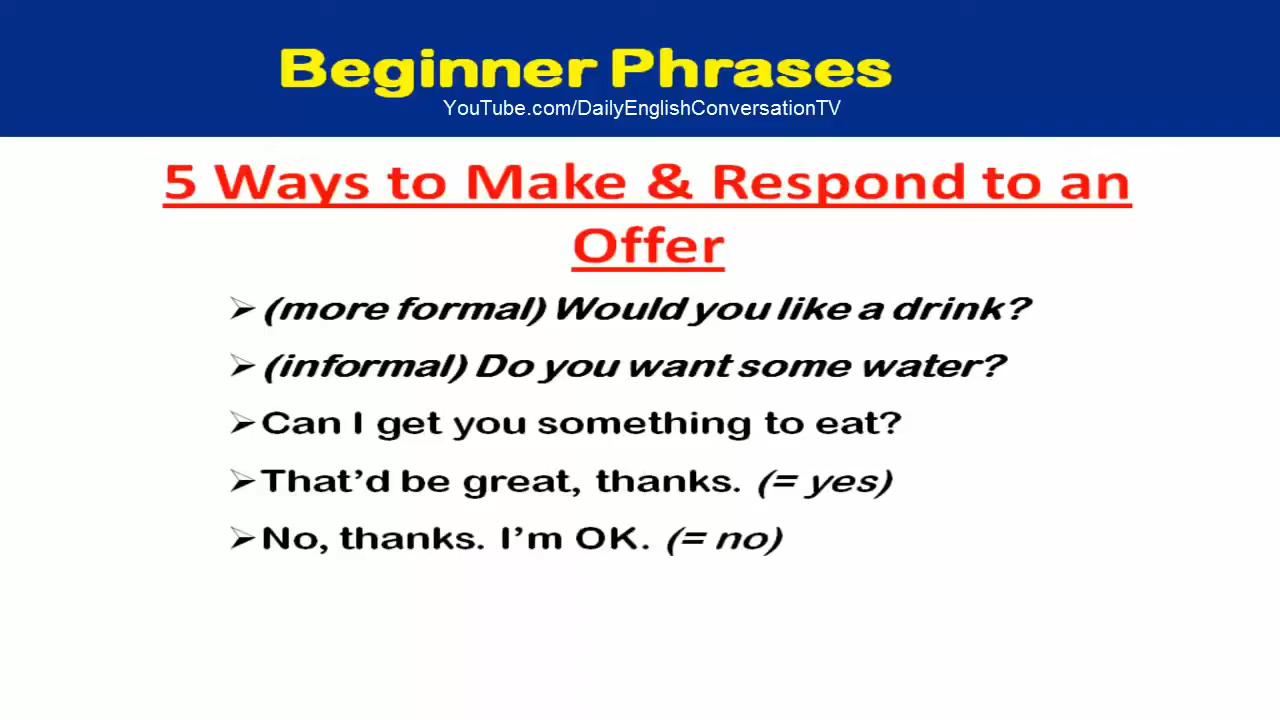 Beginner Phrases
YouTube.com/DailyEnglishConversationTV
5 Ways to Make & Respond to an
Offer
(more formal) Would you like a drink?
(informal) Do you want some water?
Can I get you something to eat?
That’d be great, thanks. (= yes)
No, thanks. I’m OK. (= no)